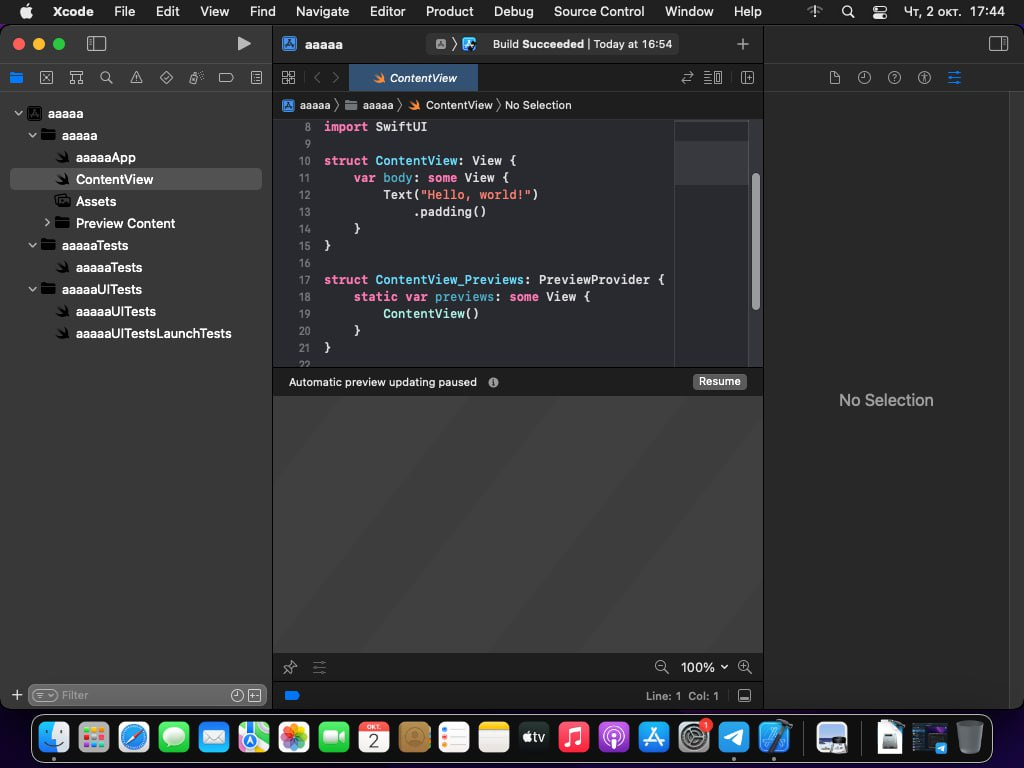 Xcode File Edit View Find Navigate Editor Product Debug Source Control Window Help Чт, 2 окт. 17:44
aaaaa
Build Succeeded | Today at 16:54
ContentView
aaaaa aaaaa ContentView No Selection
aaaaa
aaaaa
aaaaaApp
ContentView
Assets
Preview Content
aaaaaTests
aaaaaTests
aaaaaUITests
aaaaaUITests
aaaaaUITestsLaunchTests
8 import SwiftUI
9
10 struct ContentView: View {
11 var body: some View {
12 Text("Hello, world!")
13 .padding()
14 }
15 }
16
17 struct ContentView_Previews: PreviewProvider {
18 static var previews: some View {
19 ContentView()
20 }
21 }
22
Automatic preview updating paused Resume
No Selection
100%
Filter
Line: 1 Col: 1
ОКТ.
2
tv
1